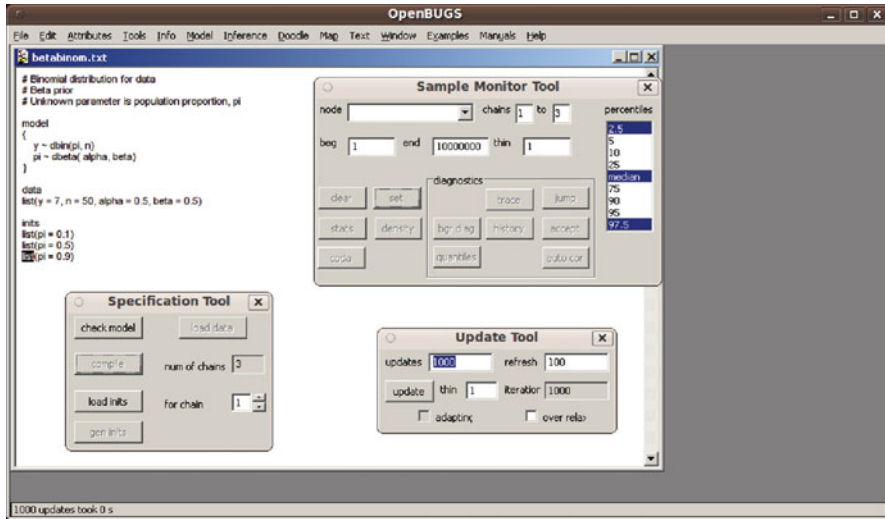 OpenBUGS
File Edit Attributes Tools Info Model Inference Doodle Map Text Window Examples Manuals Help
betabinom.txt
# Binomial distribution for data
# Beta prior
# Unknown parameter is population proportion, pi
model
{
y ~ dbin(pi, n)
pi ~ dbeta( alpha, beta)
}
data
list(y = 7, n = 50, alpha = 0.5, beta = 0.5)
inits
list(pi = 0.1)
list(pi = 0.5)
list(pi = 0.9)
Sample Monitor Tool
node chains 1 to 3 percentiles
beg 1 end 10000000 thin 1
2.5
5
10
25
median
75
90
95
97.5
diagnostics
clear set trace jump
stats density bgr diag history accept
coda quantiles auto cor
Specification Tool
check model load data
compile num of chains 3
load inits for chain 1
gen inits
Update Tool
updates 1000 refresh 100
update thin 1 iteration 1000
adapting over relax
1000 updates took 0 s